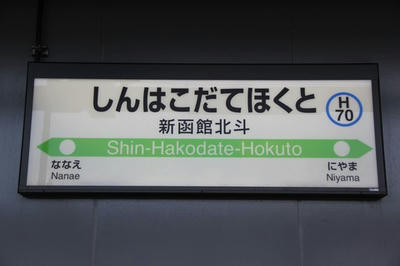 しんはこだてほくと
H
70
新函館北斗
Shin-Hakodate-Hokuto
ななえ
Nanae
にやま
Niyama